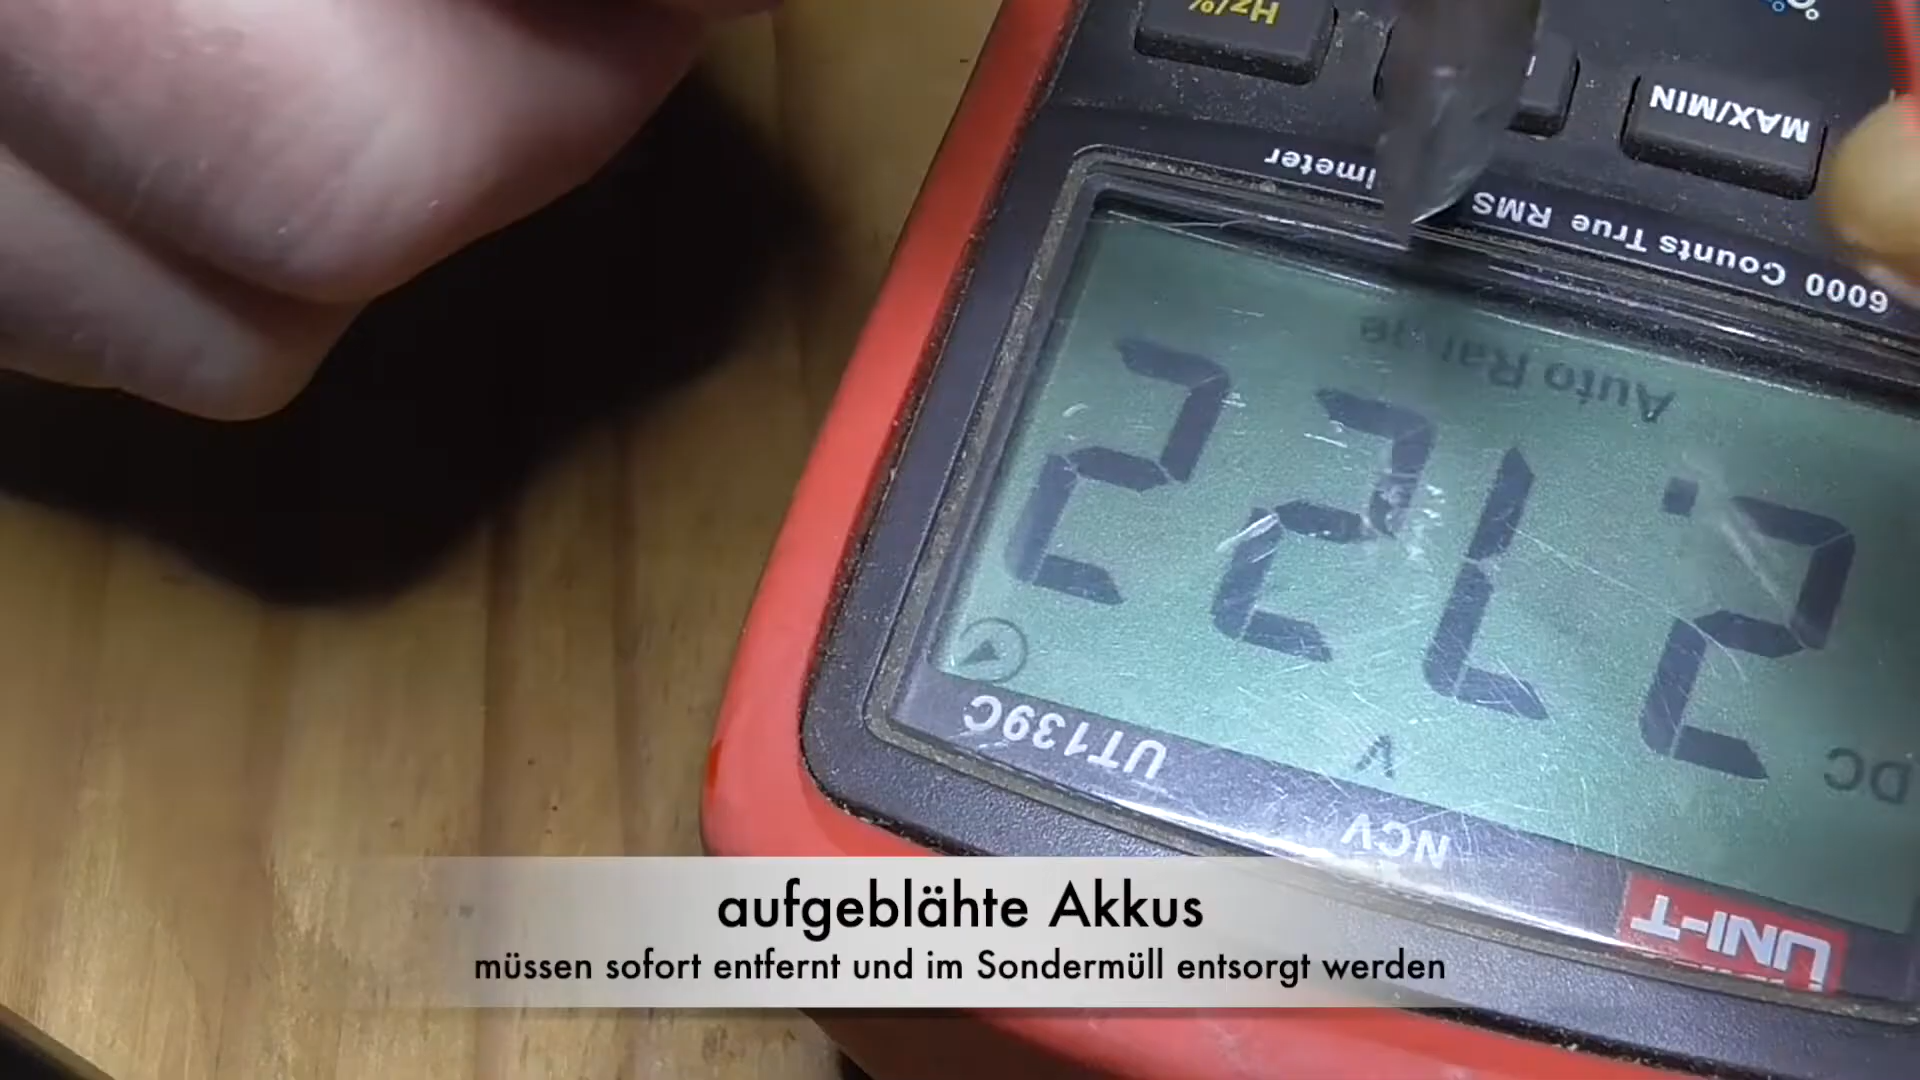 UNI-T
NCV
UT139C
DC V
2.722
Auto Range
6000 Counts True RMS
MAX/MIN
Hz/%
aufgeblähte Akkus
müssen sofort entfernt und im Sondermüll entsorgt werden